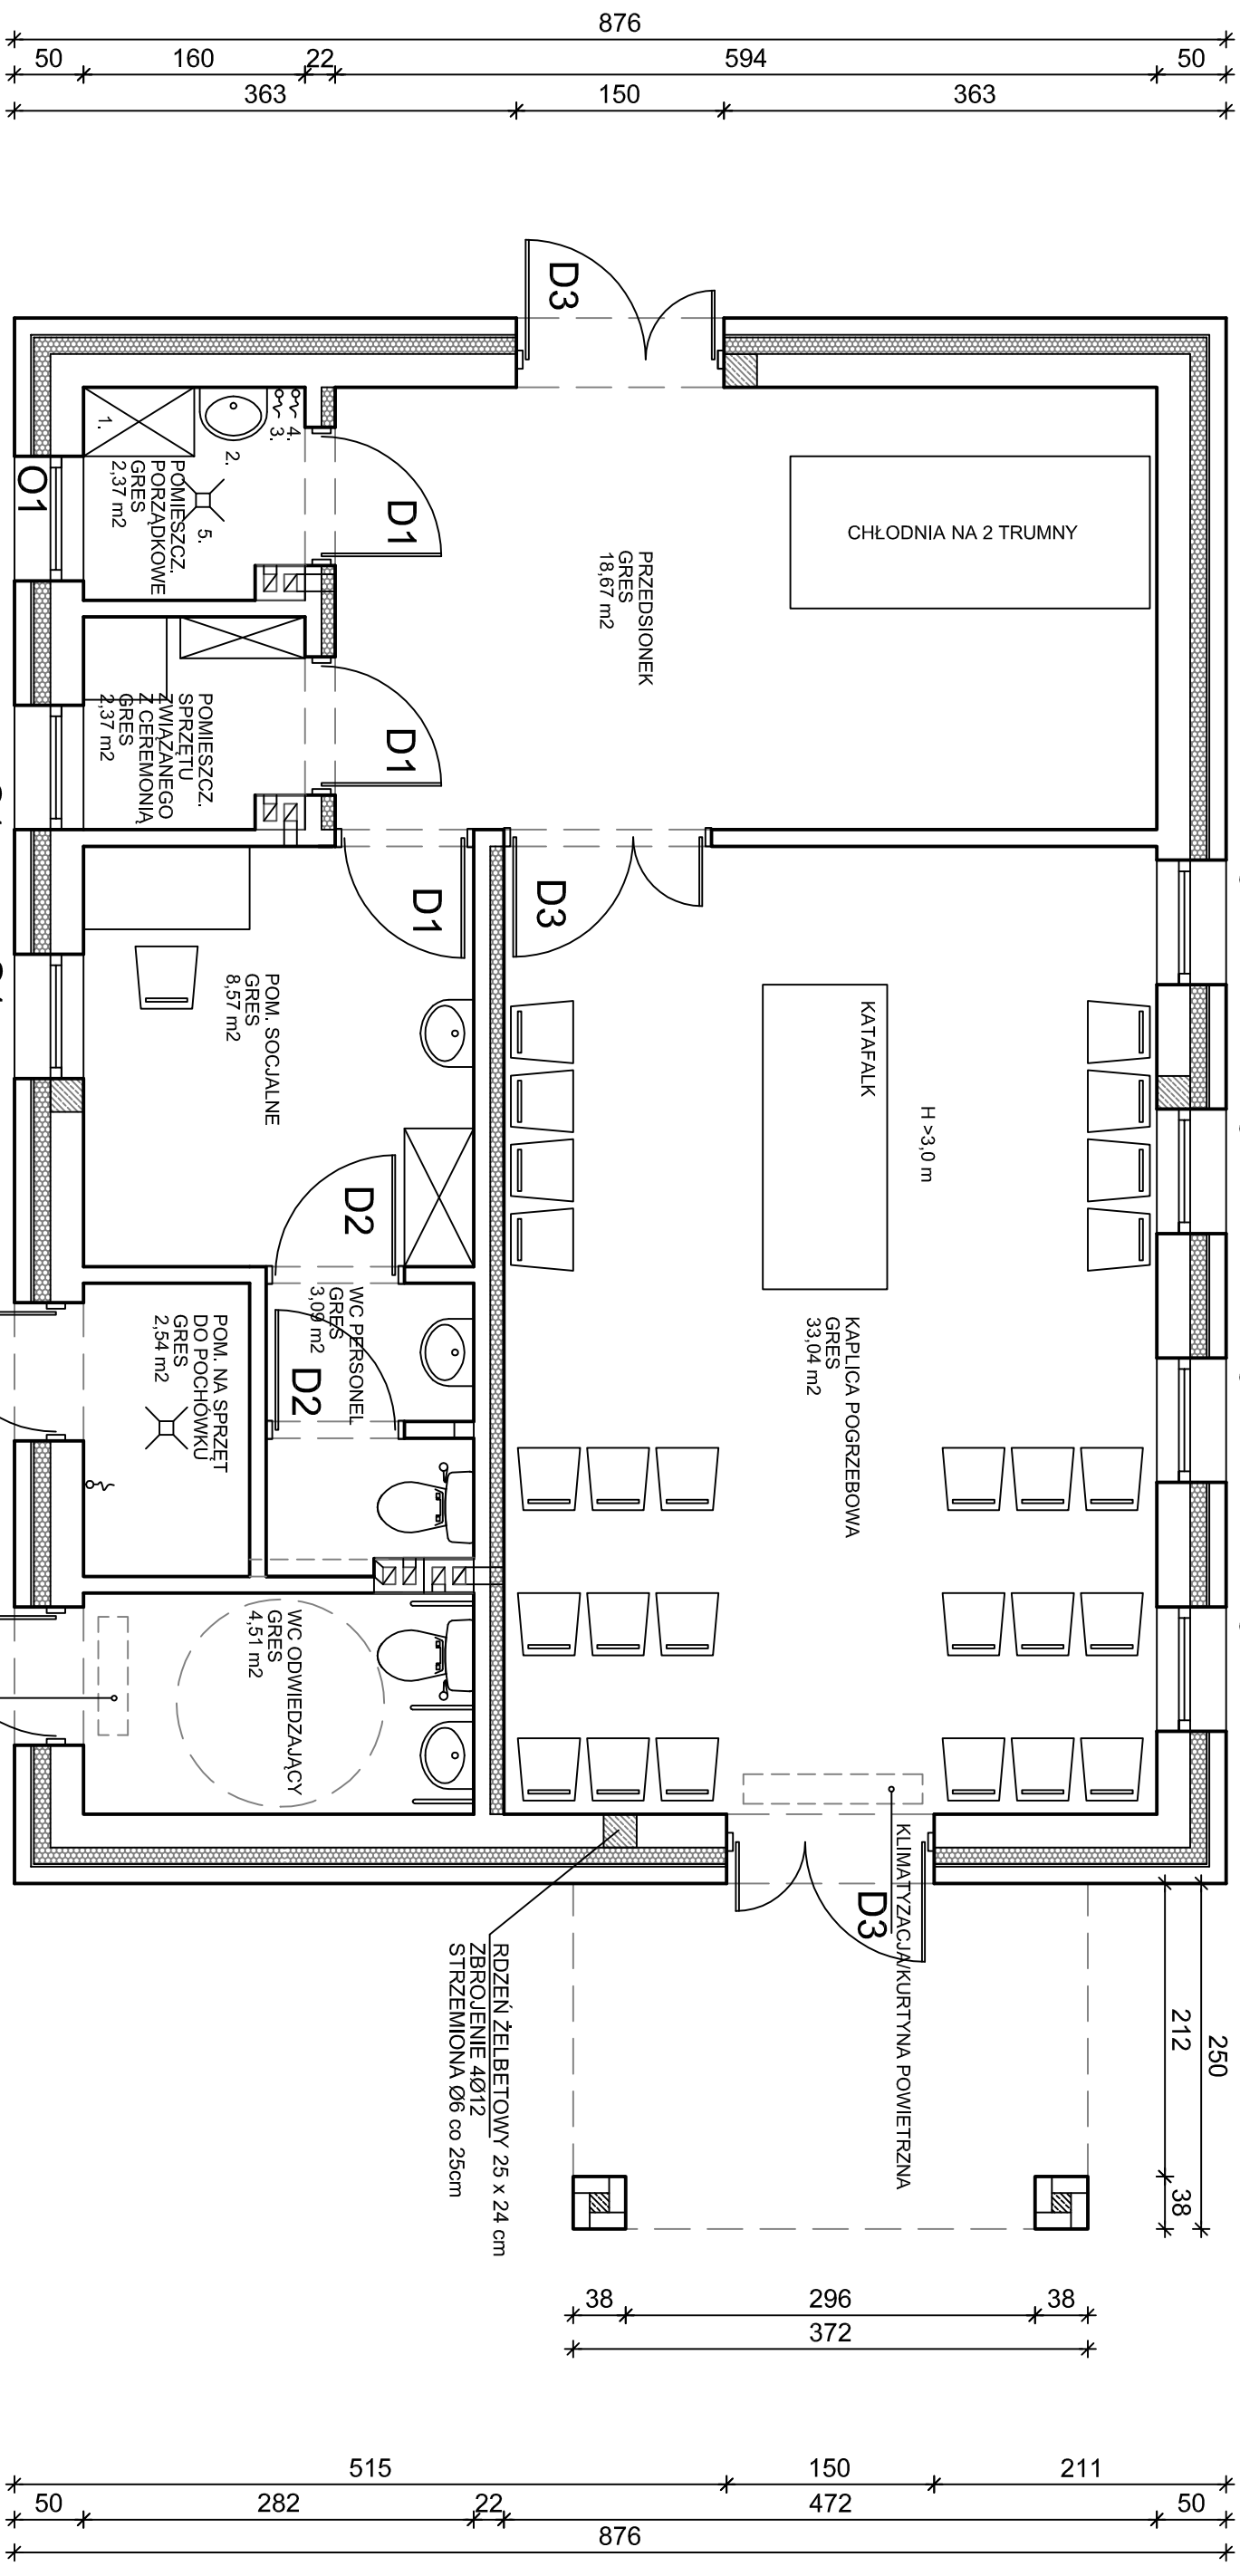 876
50 160 22 594 50
363 150 363
D3
CHŁODNIA NA 2 TRUMNY
1.
2.
3.
4.
5.
POMIESZCZ.
PORZĄDKOWE
GRES
2,37 m2
O1
D1
PRZEDSIONEK
GRES
18,67 m2
POMIESZCZ.
SPRZĘTU
ZWIĄZANEGO
Z CEREMONIĄ
GRES
2,37 m2
D1
D1
D3
POM. SOCJALNE
GRES
8,57 m2
KATAFALK
H >3,0 m
D2
WC PERSONEL
GRES
3,09 m2
D2
POM. NA SPRZĘT
DO POCHÓWKU
GRES
2,54 m2
KAPLICA POGRZEBOWA
GRES
33,04 m2
WC ODWIEDZAJĄCY
GRES
4,51 m2
KLIMATYZACJA/KURTYNA POWIETRZNA
D3
RDZEŃ ŻELBETOWY 25 x 24 cm
ZBROJENIE 4Ø12
STRZEMIONA Ø6 co 25cm
250
212
38
38 296 38
372
515 150 211
50 282 22 472 50
876